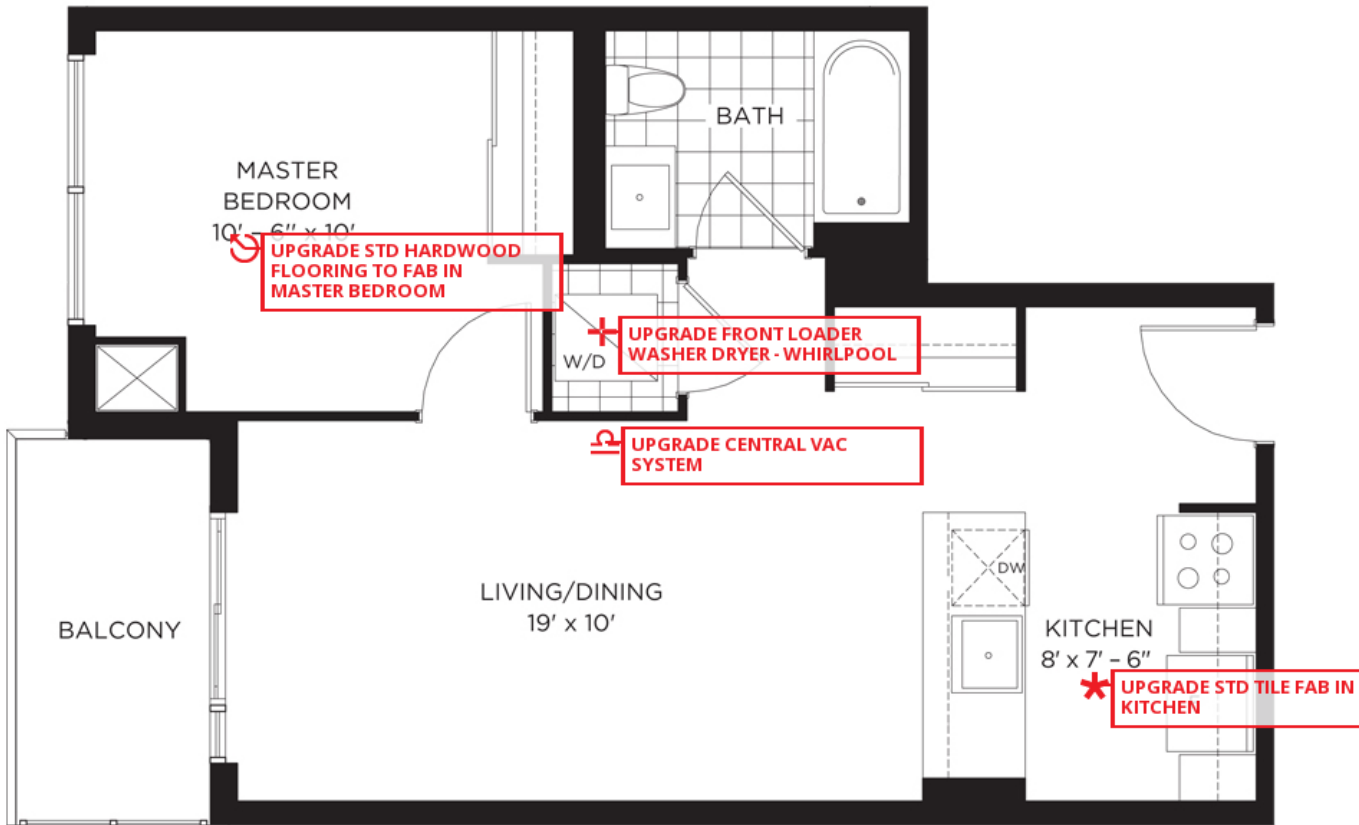 BATH
MASTER
BEDROOM
10' – 6" x 10'
UPGRADE STD HARDWOOD
FLOORING TO FAB IN
MASTER BEDROOM
UPGRADE FRONT LOADER
WASHER DRYER - WHIRLPOOL
W/D
UPGRADE CENTRAL VAC
SYSTEM
DW
LIVING/DINING
19' x 10'
BALCONY
KITCHEN
8' x 7' – 6"
UPGRADE STD TILE FAB IN
KITCHEN